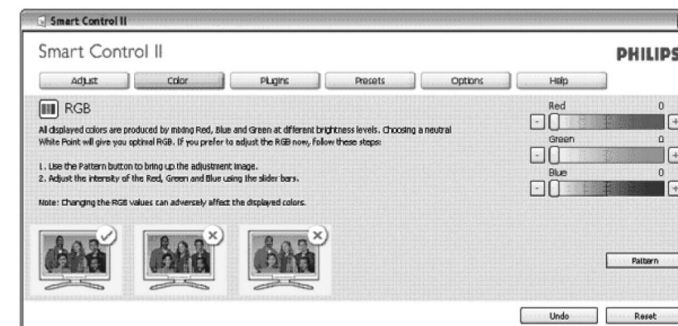 Smart Control II
Smart Control II
PHILIPS
Adjust Color Plugins Presets Options Help
RGB
All displayed colors are produced by mixing Red, Blue and Green at different brightness levels. Choosing a neutral
White Point will give you optimal RGB. If you prefer to adjust the RGB now, follow these steps:
1. Use the Pattern button to bring up the adjustment image.
2. Adjust the intensity of the Red, Green and Blue using the slider bars.
Note: Changing the RGB values can adversely affect the displayed colors.
Red 0
- +
Green 0
- +
Blue 0
- +
Pattern
Undo Reset